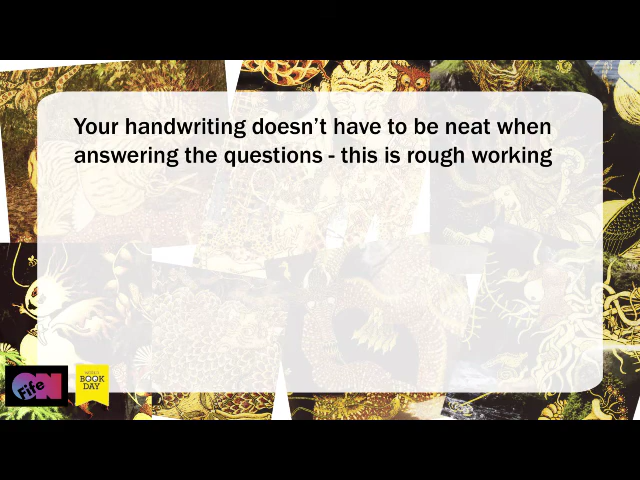 Your handwriting doesn’t have to be neat when
answering the questions - this is rough working
Fife
ON
WORLD
BOOK
DAY